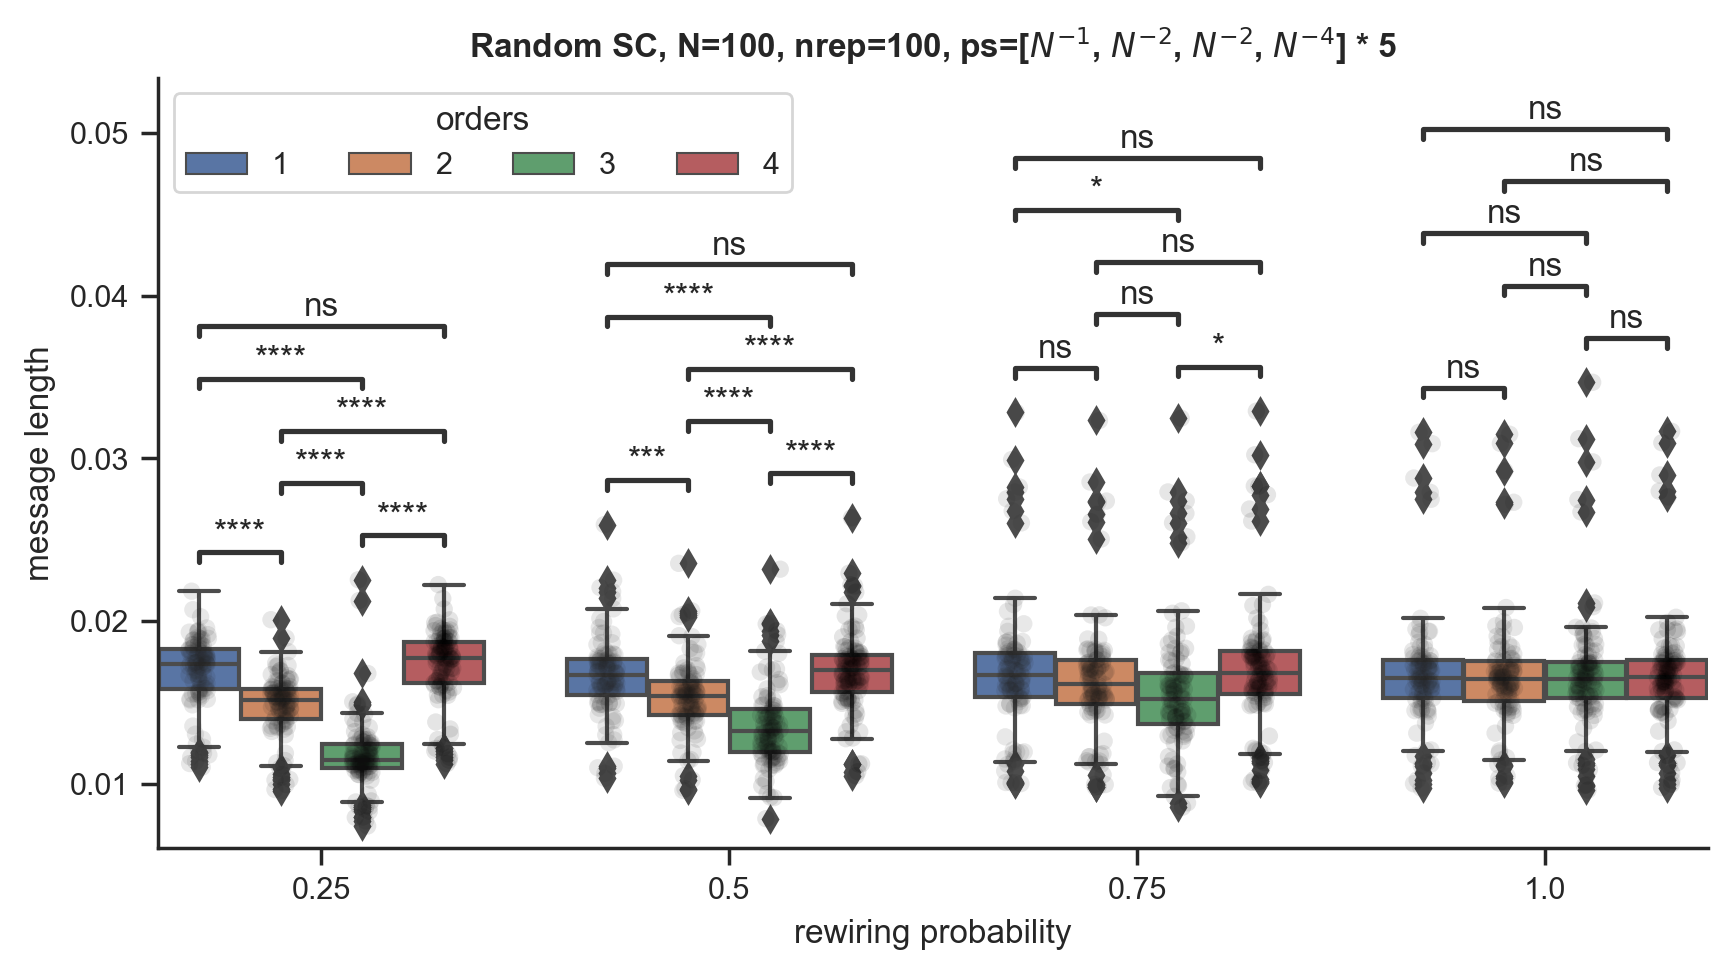 Random SC, N=100, nrep=100, ps=[N⁻¹, N⁻², N⁻², N⁻⁴] * 5
orders
1 2 3 4
message length
0.05
0.04
0.03
0.02
0.01
ns
****
****
****
****
****
ns
****
****
****
***
****
ns
*
ns
ns
ns
*
ns
ns
ns
ns
ns
ns
0.25 0.5 0.75 1.0
rewiring probability